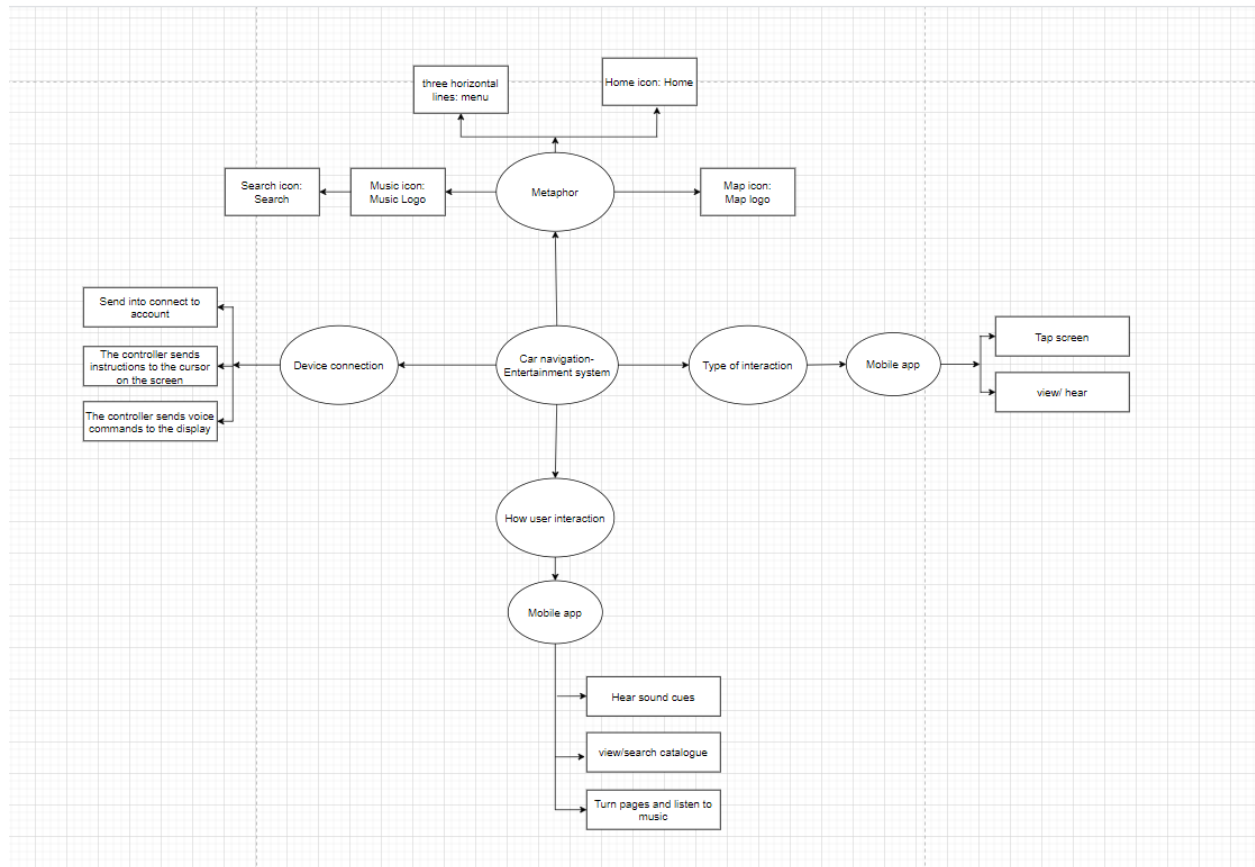 three horizontal
lines: menu
Home icon: Home
Search icon:
Search
Music icon:
Music Logo
Metaphor
Map icon:
Map logo
Send into connect to
account
The controller sends
instructions to the cursor
on the screen
The controller sends voice
commands to the display
Device connection
Car navigation-
Entertainment system
Type of interaction
Mobile app
Tap screen
view/ hear
How user interaction
Mobile app
Hear sound cues
view/search catalogue
Turn pages and listen to
music